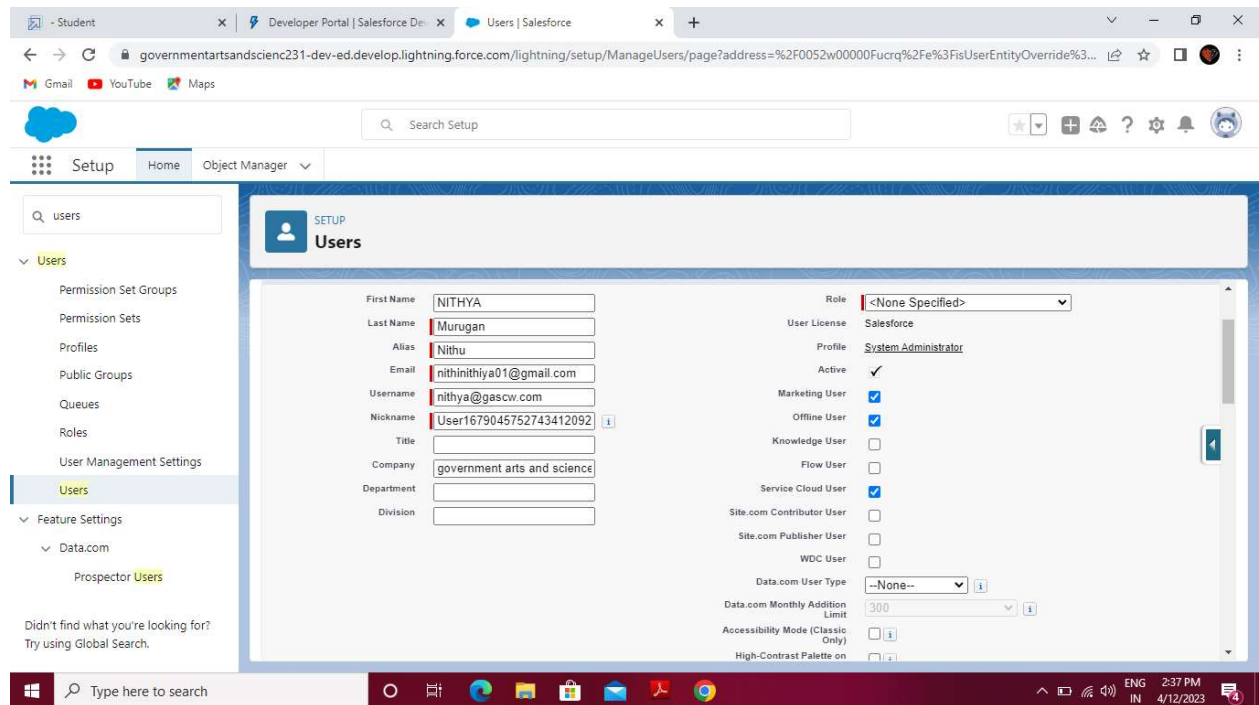 - Student
Developer Portal | Salesforce De
Users | Salesforce
governmentartsandscienc231-dev-ed.develop.lightning.force.com/lightning/setup/ManageUsers/page?address=%2F0052w00000Fucrq%2Fe%3FisUserEntityOverride%3...
Gmail YouTube Maps
Search Setup
Setup Home Object Manager
users
Users
Permission Set Groups
Permission Sets
Profiles
Public Groups
Queues
Roles
User Management Settings
Users
Feature Settings
Data.com
Prospector Users
Didn't find what you're looking for?
Try using Global Search.
SETUP
Users
First Name NITHYA
Last Name Murugan
Alias Nithu
Email nithinithiya01@gmail.com
Username nithya@gascw.com
Nickname User1679045752743412092
Title
Company government arts and science
Department
Division
Role <None Specified>
User License Salesforce
Profile System Administrator
Active
Marketing User
Offline User
Knowledge User
Flow User
Service Cloud User
Site.com Contributor User
Site.com Publisher User
WDC User
Data.com User Type --None--
Data.com Monthly Addition
Limit 300
Accessibility Mode (Classic
Only)
High-Contrast Palette on
Type here to search
ENG
IN
2:37 PM
4/12/2023
4